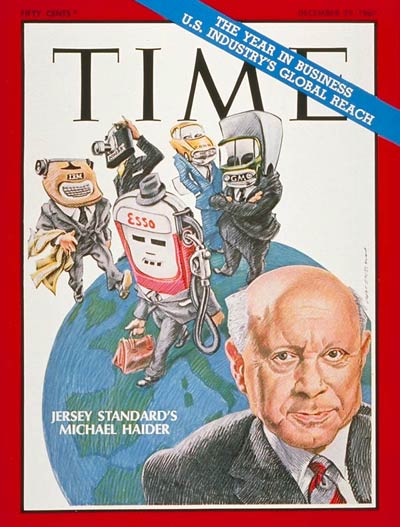 FIFTY CENTS
DECEMBER 29, 1967
THE YEAR IN BUSINESS
U.S. INDUSTRY'S GLOBAL REACH
TIME
IBM
ESSO
GM
JERSEY STANDARD'S
MICHAEL HAIDER